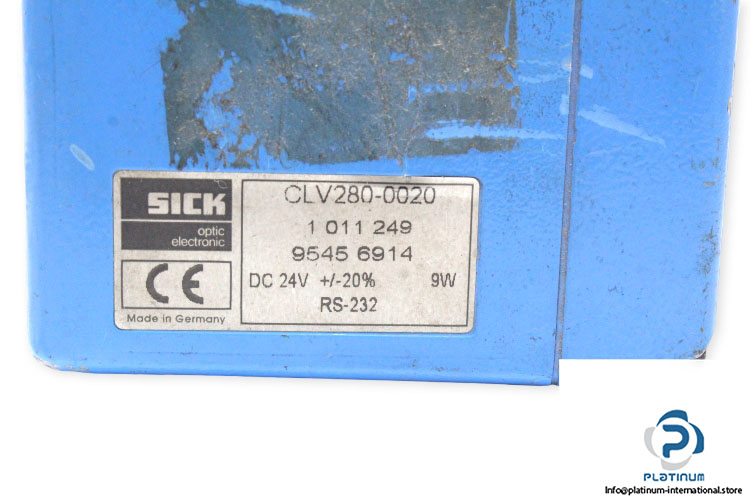 SICK
optic
electronic
CE
Made in Germany
CLV280-0020
1 011 249
9545 6914
DC 24V +/-20% 9W
RS-232
PLATINUM
Info@platinum-international.store